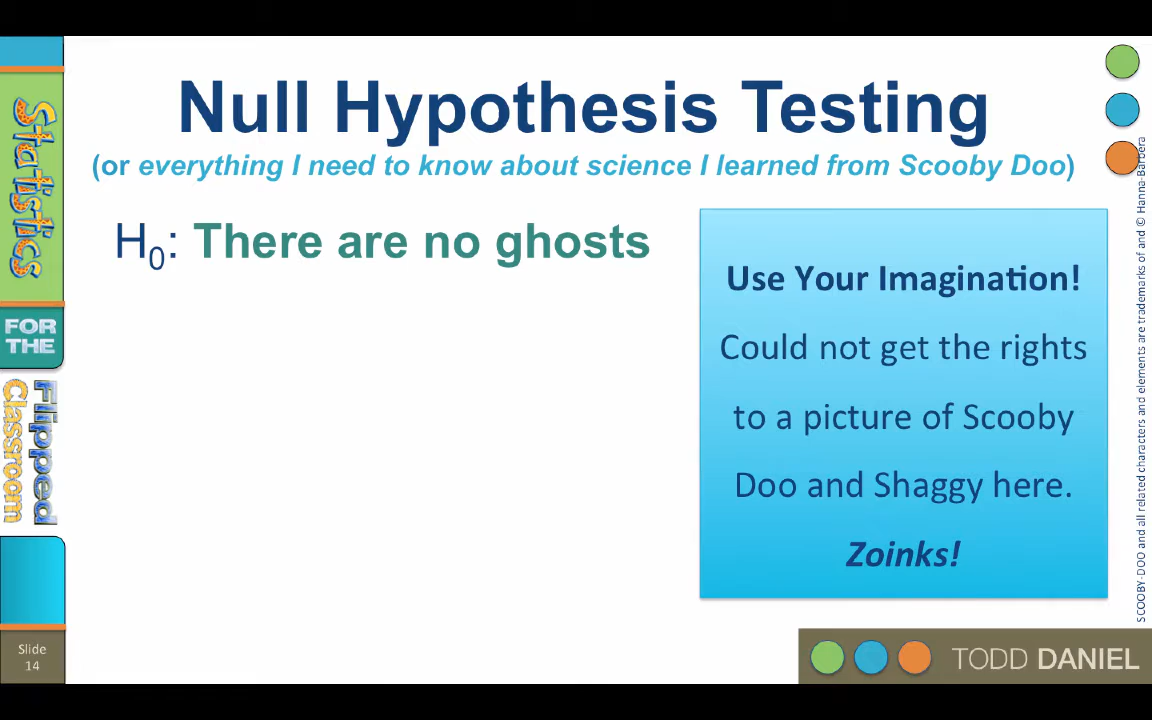 Null Hypothesis Testing
(or everything I need to know about science I learned from Scooby Doo)
H₀: There are no ghosts
Use Your Imagination!
Could not get the rights
to a picture of Scooby
Doo and Shaggy here.
Zoinks!
Statistics
FOR
THE
Flipped
Classroom
Slide
14
SCOOBY-DOO and all related characters and elements are trademarks of and © Hanna-Barbera
TODD DANIEL